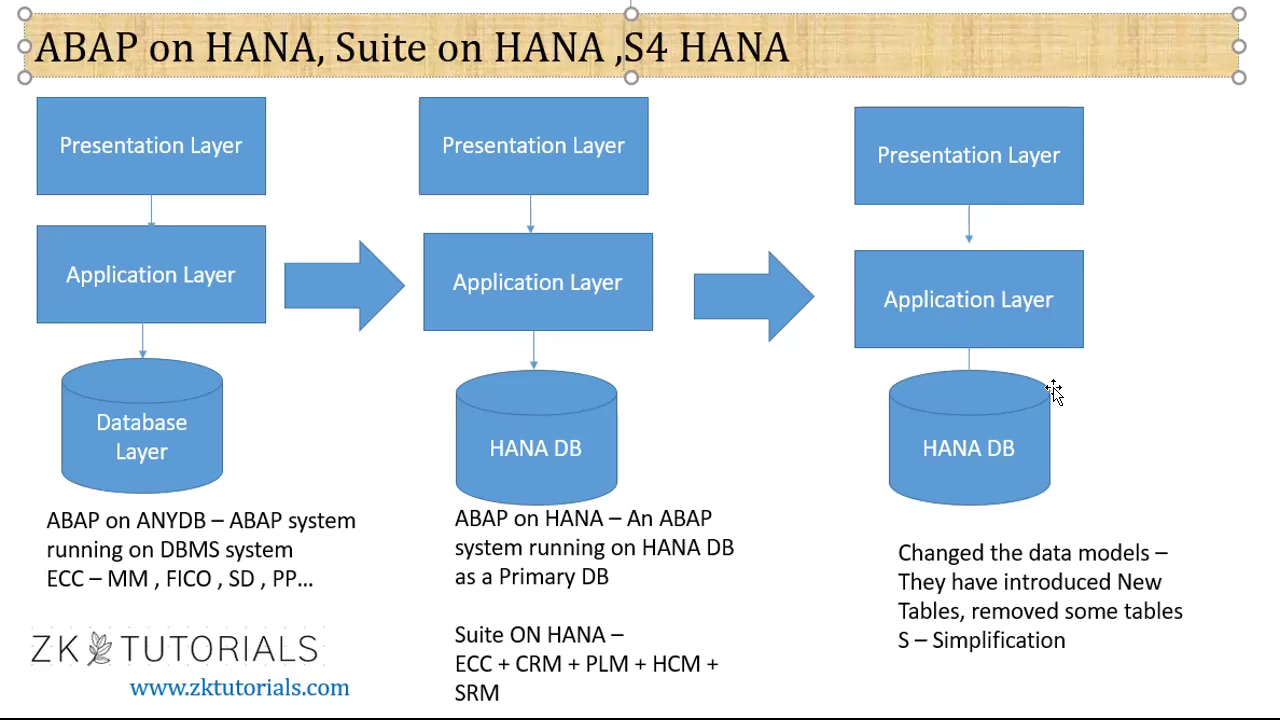 ABAP on HANA, Suite on HANA ,S4 HANA
Presentation Layer
Application Layer
Database
Layer
ABAP on ANYDB – ABAP system
running on DBMS system
ECC – MM , FICO , SD , PP...
Presentation Layer
Application Layer
HANA DB
ABAP on HANA – An ABAP
system running on HANA DB
as a Primary DB
Suite ON HANA –
ECC + CRM + PLM + HCM +
SRM
Presentation Layer
Application Layer
HANA DB
Changed the data models –
They have introduced New
Tables, removed some tables
S – Simplification
ZK TUTORIALS
www.zktutorials.com